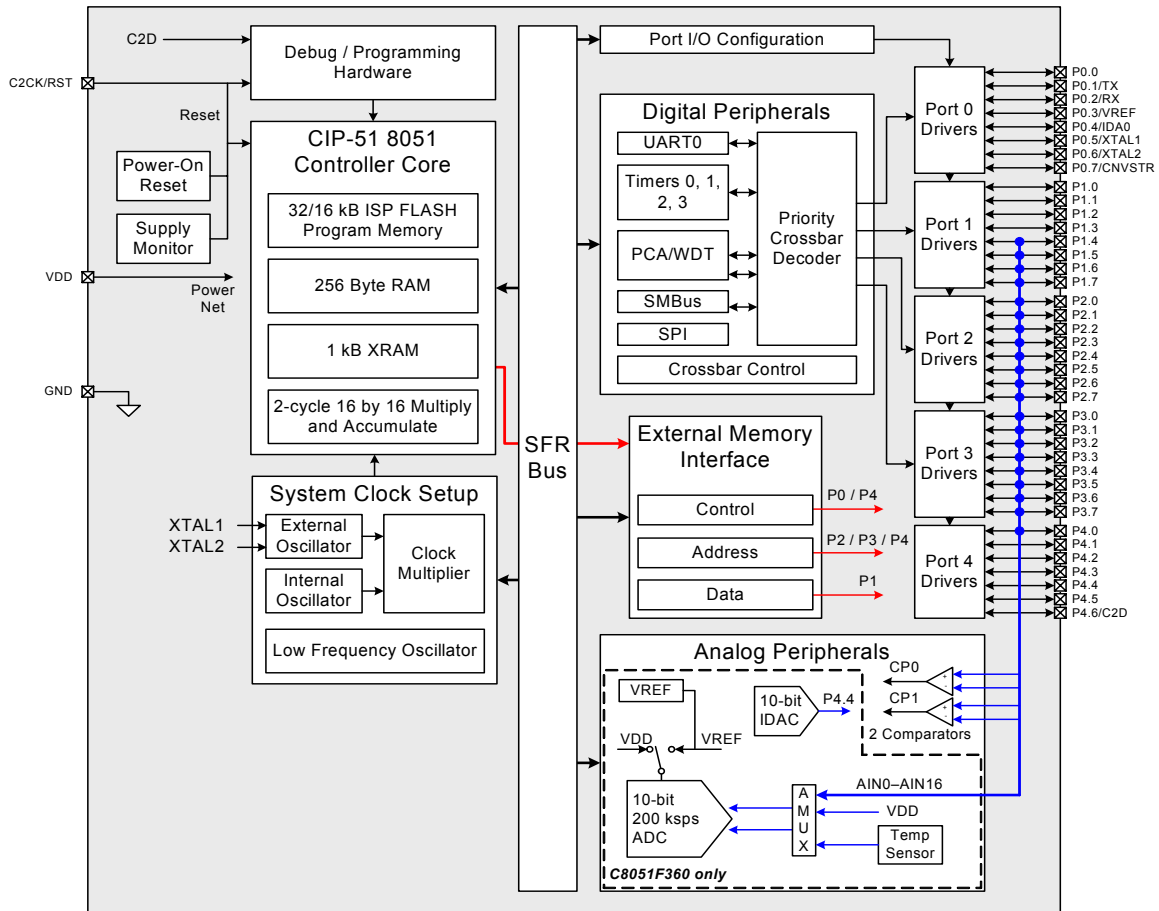 C2D
C2CK/RST
Debug / Programming
Hardware
Reset
Power-On
Reset
Supply
Monitor
VDD
Power
Net
GND
CIP-51 8051
Controller Core
32/16 kB ISP FLASH
Program Memory
256 Byte RAM
1 kB XRAM
2-cycle 16 by 16 Multiply
and Accumulate
System Clock Setup
XTAL1
XTAL2
External
Oscillator
Internal
Oscillator
Clock
Multiplier
Low Frequency Oscillator
SFR
Bus
Port I/O Configuration
Digital Peripherals
UART0
Timers 0, 1,
2, 3
PCA/WDT
SMBus
SPI
Priority
Crossbar
Decoder
Crossbar Control
External Memory
Interface
Control
Address
Data
P0 / P4
P2 / P3 / P4
P1
Port 0
Drivers
Port 1
Drivers
Port 2
Drivers
Port 3
Drivers
Port 4
Drivers
P0.0
P0.1/TX
P0.2/RX
P0.3/VREF
P0.4/IDA0
P0.5/XTAL1
P0.6/XTAL2
P0.7/CNVSTR
P1.0
P1.1
P1.2
P1.3
P1.4
P1.5
P1.6
P1.7
P2.0
P2.1
P2.2
P2.3
P2.4
P2.5
P2.6
P2.7
P3.0
P3.1
P3.2
P3.3
P3.4
P3.5
P3.6
P3.7
P4.0
P4.1
P4.2
P4.3
P4.4
P4.5
P4.6/C2D
Analog Peripherals
VREF
VDD
VREF
10-bit
IDAC
P4.4
CP0
+
-
CP1
+
-
2 Comparators
10-bit
200 ksps
ADC
A
M
U
X
AIN0–AIN16
VDD
Temp
Sensor
C8051F360 only